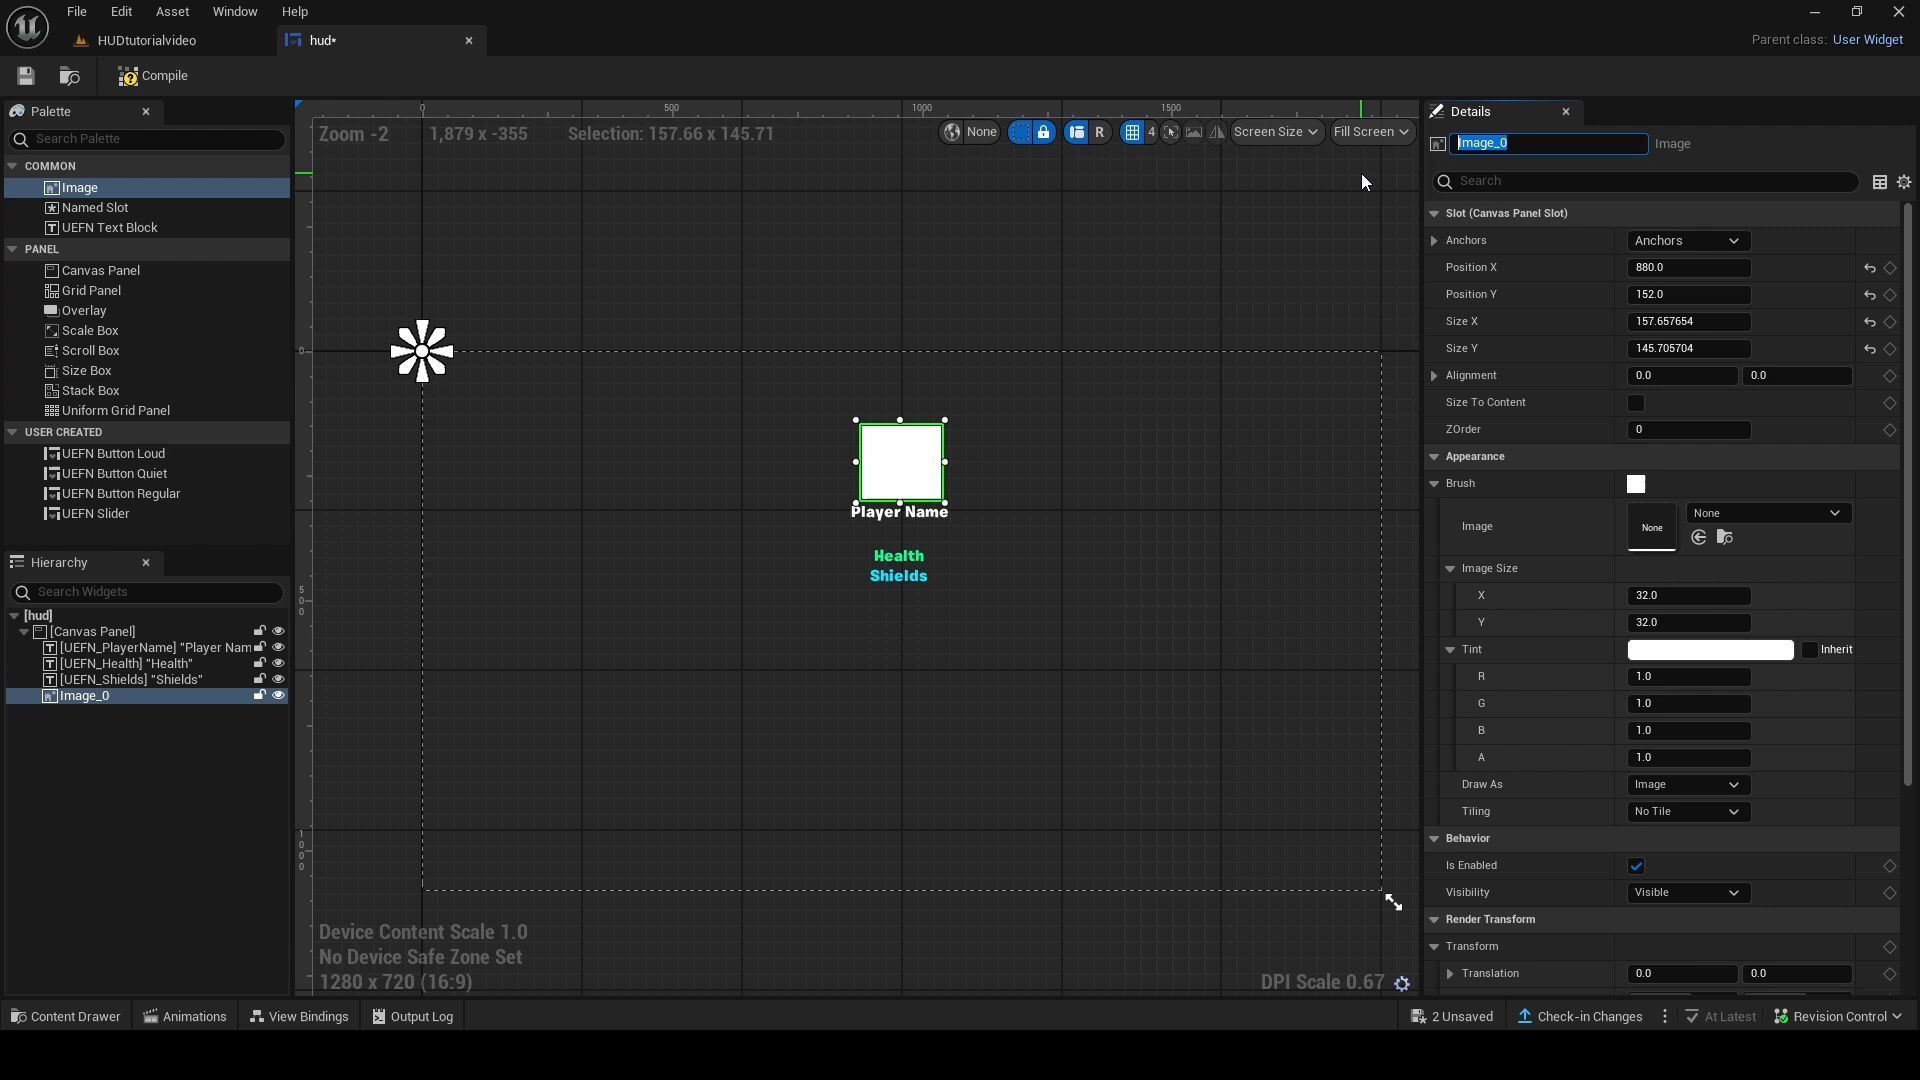 File Edit Asset Window Help
HUDtutorialvideo
hud*
Parent class: User Widget
Compile
Palette
Search Palette
COMMON
Image
Named Slot
UEFN Text Block
PANEL
Canvas Panel
Grid Panel
Overlay
Scale Box
Scroll Box
Size Box
Stack Box
Uniform Grid Panel
USER CREATED
UEFN Button Loud
UEFN Button Quiet
UEFN Button Regular
UEFN Slider
Hierarchy
Search Widgets
[hud]
[Canvas Panel]
[UEFN_PlayerName] "Player Nam
[UEFN_Health] "Health"
[UEFN_Shields] "Shields"
Image_0
0 500 1000 1500
Zoom -2 1,879 x -355 Selection: 157.66 x 145.71
None R 4 Screen Size Fill Screen
0
500
1000
Player Name
Health
Shields
Device Content Scale 1.0
No Device Safe Zone Set
1280 x 720 (16:9)
DPI Scale 0.67
Details
Image_0 Image
Search
Slot (Canvas Panel Slot)
Anchors Anchors
Position X 880.0
Position Y 152.0
Size X 157.657654
Size Y 145.705704
Alignment 0.0 0.0
Size To Content
ZOrder 0
Appearance
Brush
Image None None
Image Size
X 32.0
Y 32.0
Tint Inherit
R 1.0
G 1.0
B 1.0
A 1.0
Draw As Image
Tiling No Tile
Behavior
Is Enabled
Visibility Visible
Render Transform
Transform
Translation 0.0 0.0
Content Drawer Animations View Bindings Output Log
2 Unsaved Check-in Changes At Latest Revision Control